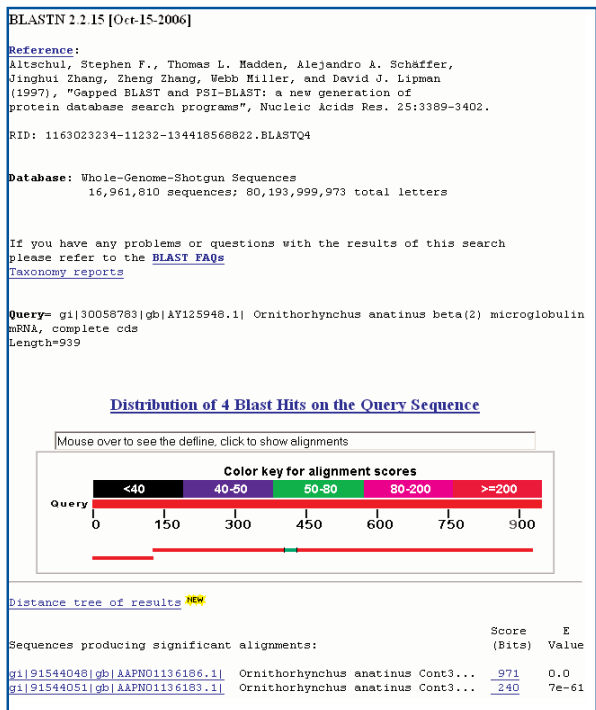 BLASTN 2.2.15 [Oct-15-2006]
Reference:
Altschul, Stephen F., Thomas L. Madden, Alejandro A. Schäffer,
Jinghui Zhang, Zheng Zhang, Webb Miller, and David J. Lipman
(1997), "Gapped BLAST and PSI-BLAST: a new generation of
protein database search programs", Nucleic Acids Res. 25:3389-3402.
RID: 1163023234-11232-134418568822.BLASTQ4
Database: Whole-Genome-Shotgun Sequences
16,961,810 sequences; 80,193,999,973 total letters
If you have any problems or questions with the results of this search
please refer to the BLAST FAQs
Taxonomy reports
Query= gi|30058783|gb|AY125948.1| Ornithorhynchus anatinus beta(2) microglobulin
mRNA, complete cds
Length=939
Distribution of 4 Blast Hits on the Query Sequence
Mouse over to see the defline, click to show alignments
Color key for alignment scores
<40 40-50 50-80 80-200 >=200
Query
0 150 300 450 600 750 900
Distance tree of results NEW
Score E
Sequences producing significant alignments: (Bits) Value
gi|91544048|gb|AAPN01136186.1| Ornithorhynchus anatinus Cont3... 971 0.0
gi|91544051|gb|AAPN01136183.1| Ornithorhynchus anatinus Cont3... 240 7e-61